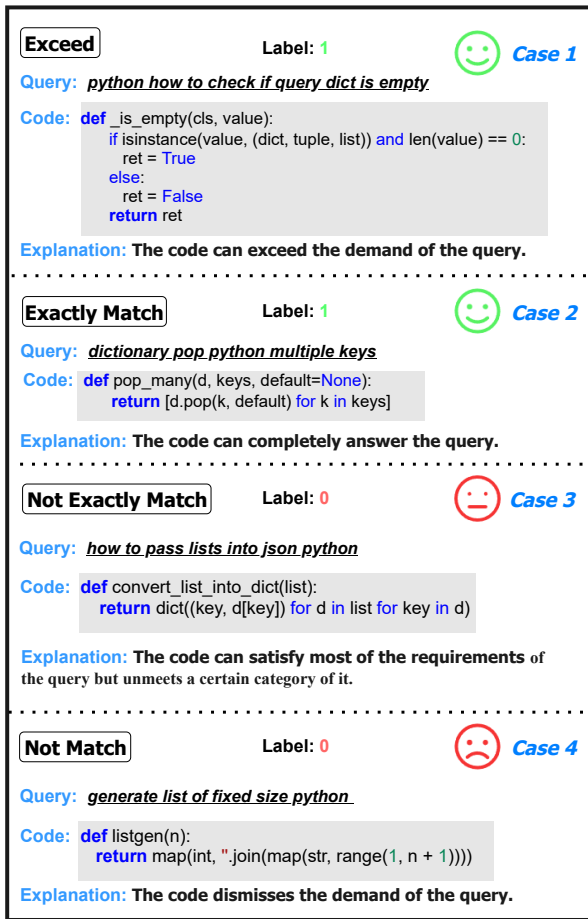 Exceed Label: 1 Case 1
Query: python how to check if query dict is empty
Code: def _is_empty(cls, value):
if isinstance(value, (dict, tuple, list)) and len(value) == 0:
ret = True
else:
ret = False
return ret
Explanation: The code can exceed the demand of the query.
Exactly Match Label: 1 Case 2
Query: dictionary pop python multiple keys
Code: def pop_many(d, keys, default=None):
return [d.pop(k, default) for k in keys]
Explanation: The code can completely answer the query.
Not Exactly Match Label: 0 Case 3
Query: how to pass lists into json python
Code: def convert_list_into_dict(list):
return dict((key, d[key]) for d in list for key in d)
Explanation: The code can satisfy most of the requirements of
the query but unmeets a certain category of it.
Not Match Label: 0 Case 4
Query: generate list of fixed size python
Code: def listgen(n):
return map(int, ''.join(map(str, range(1, n + 1))))
Explanation: The code dismisses the demand of the query.